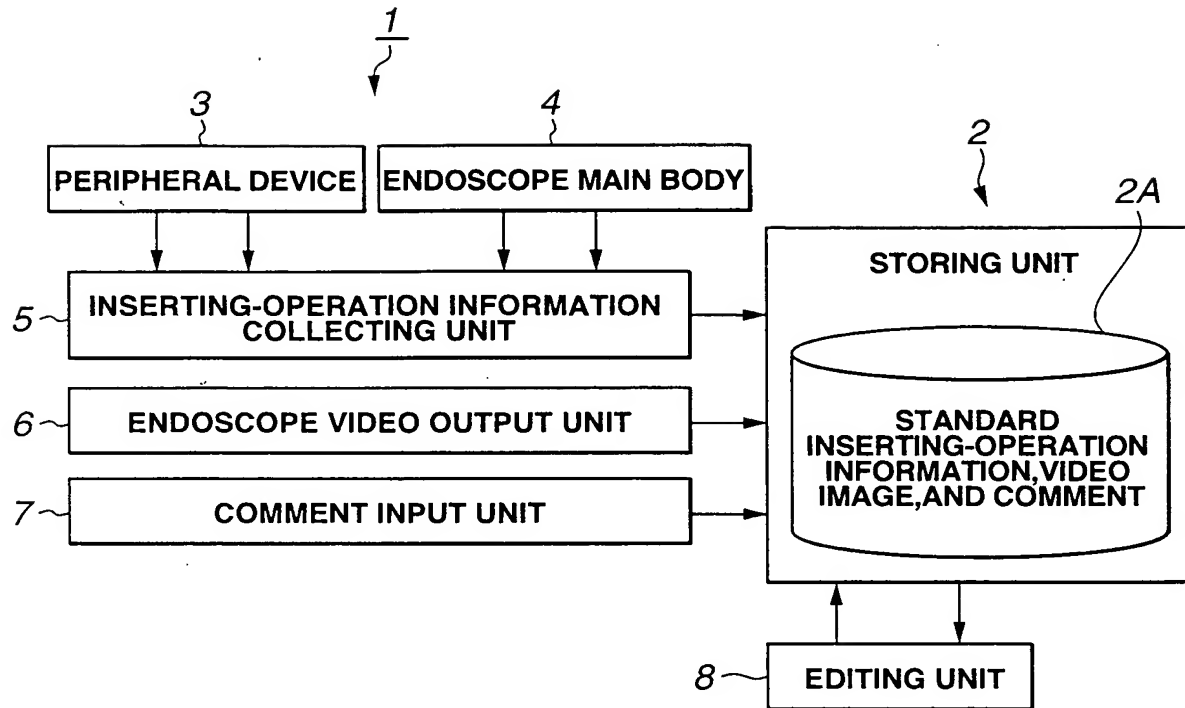 1
3
4
PERIPHERAL DEVICE
ENDOSCOPE MAIN BODY
2
2A
STORING UNIT
5
INSERTING-OPERATION INFORMATION
COLLECTING UNIT
6
ENDOSCOPE VIDEO OUTPUT UNIT
STANDARD
INSERTING-OPERATION
INFORMATION,VIDEO
IMAGE,AND COMMENT
7
COMMENT INPUT UNIT
8
EDITING UNIT